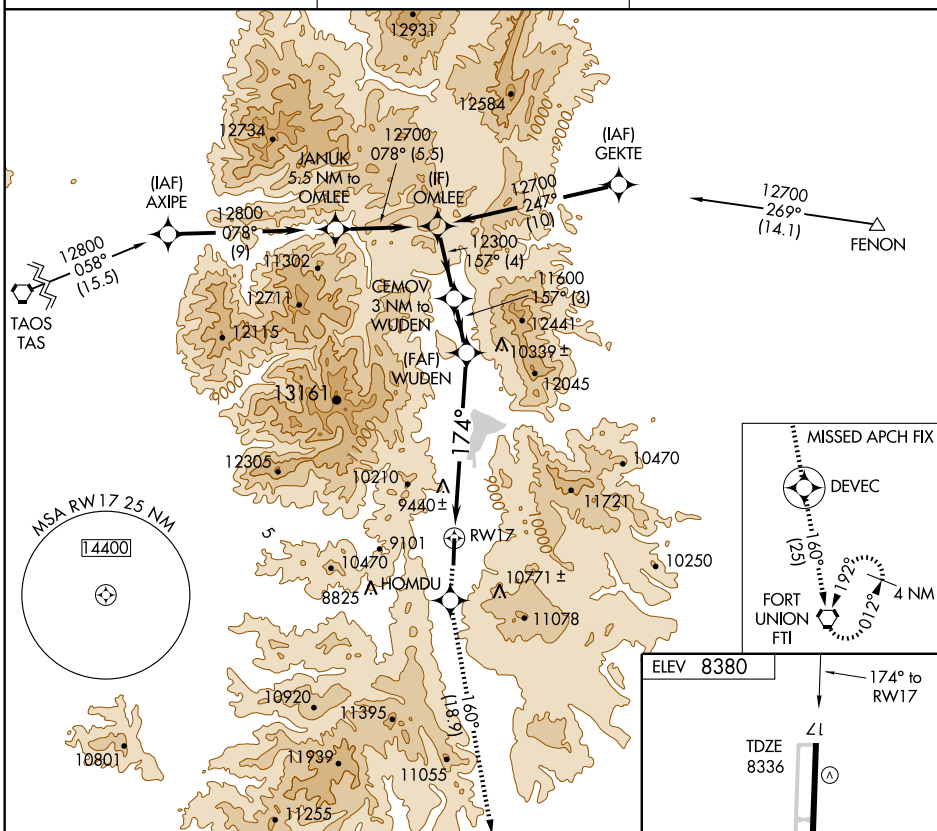 12931
12584
12734
12700
078° (5.5)
JANUK
5.5 NM to
OMLEE
(IF)
OMLEE
(IAF)
GEKTE
(IAF)
AXIPE
12700
247°
(10)
12700
269°
(14.1)
FENON
9000
12800
078°
(9)
12800
058°
(15.5)
TAOS
TAS
12300
157° (4)
11302
12711
CEMOV
3 NM to
WUDEN
11600
157° (3)
12441
12115
10339±
(FAF)
WUDEN
12045
9000
13161
174°
MISSED APCH FIX
DEVEC
160°
(25)
192°
012°
4 NM
FORT
UNION
FTI
12305
10210
9440±
10470
11721
9000
MSA RW17 25 NM
14400
5
9101
RW17
10470
8825
HOMDU
10771±
10250
11078
ELEV 8380
174° to
RW17
17
TDZE
8336
10920
11395
160°
(18.9)
10801
11939
11055
11255